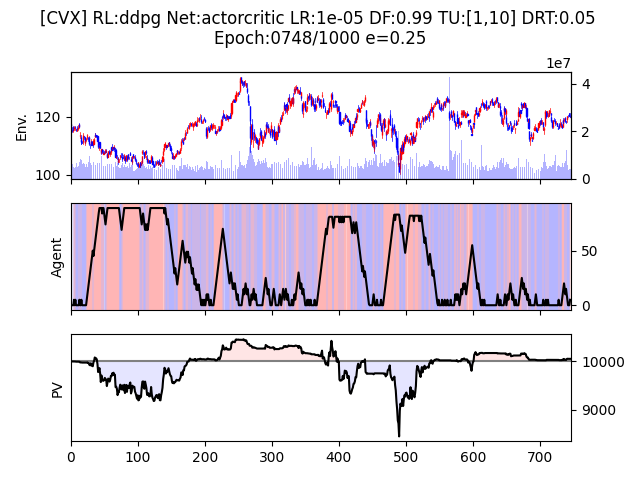 [CVX] RL:ddpg Net:actorcritic LR:1e-05 DF:0.99 TU:[1,10] DRT:0.05
Epoch:0748/1000 e=0.25
1e7
Env.
120
100
4
2
0
Agent
50
0
PV
10000
9000
0 100 200 300 400 500 600 700